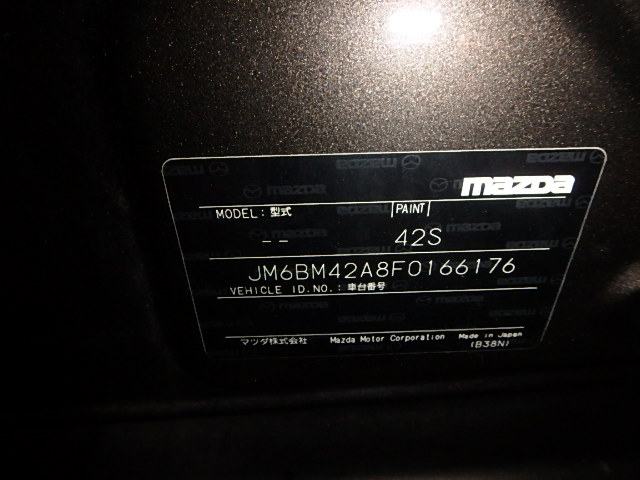 mazda
MODEL : 型式 PAINT
-- 42S
JM6BM42A8F0166176
VEHICLE ID.NO. : 車台番号
マツダ株式会社 Mazda Motor Corporation Made in Japan
(B38N)